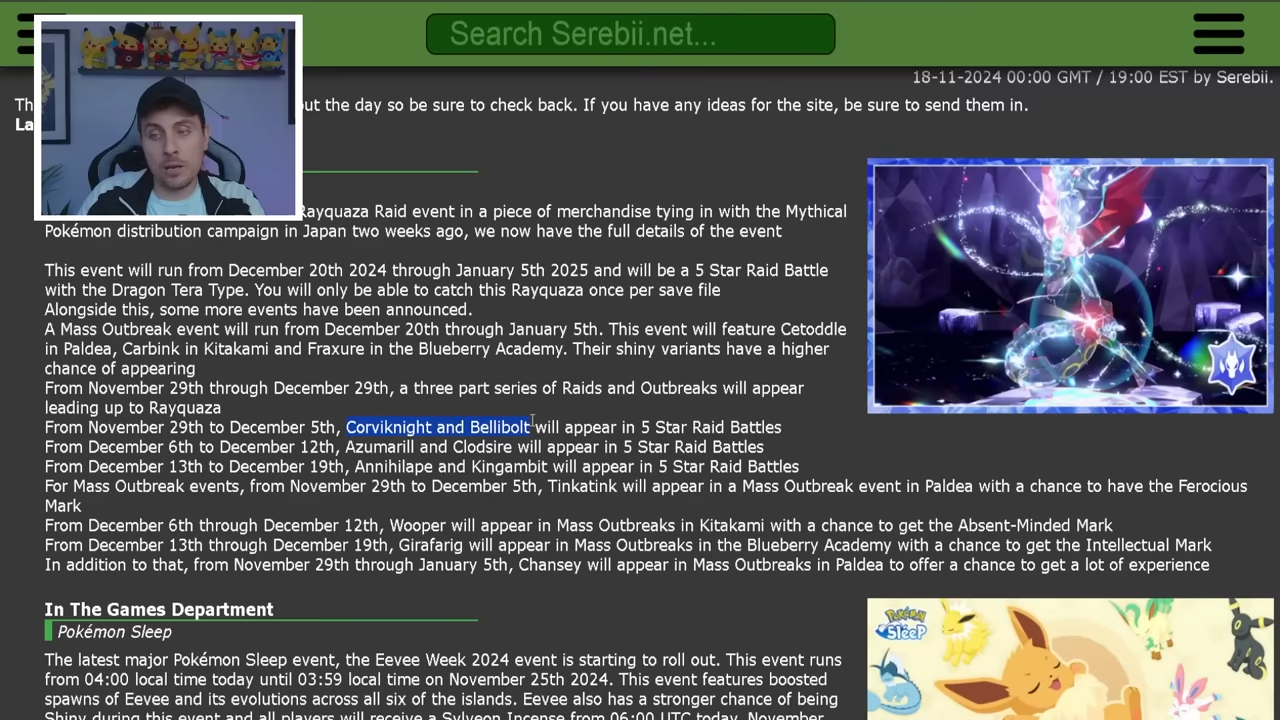 Search Serebii.net...
18-11-2024 00:00 GMT / 19:00 EST by Serebii.
Th out the day so be sure to check back. If you have any ideas for the site, be sure to send them in.
La
Rayquaza Raid event in a piece of merchandise tying in with the Mythical
Pokémon distribution campaign in Japan two weeks ago, we now have the full details of the event
This event will run from December 20th 2024 through January 5th 2025 and will be a 5 Star Raid Battle
with the Dragon Tera Type. You will only be able to catch this Rayquaza once per save file
Alongside this, some more events have been announced.
A Mass Outbreak event will run from December 20th through January 5th. This event will feature Cetoddle
in Paldea, Carbink in Kitakami and Fraxure in the Blueberry Academy. Their shiny variants have a higher
chance of appearing
From November 29th through December 29th, a three part series of Raids and Outbreaks will appear
leading up to Rayquaza
From November 29th to December 5th, Corviknight and Bellibolt will appear in 5 Star Raid Battles
From December 6th to December 12th, Azumarill and Clodsire will appear in 5 Star Raid Battles
From December 13th to December 19th, Annihilape and Kingambit will appear in 5 Star Raid Battles
For Mass Outbreak events, from November 29th to December 5th, Tinkatink will appear in a Mass Outbreak event in Paldea with a chance to have the Ferocious
Mark
From December 6th through December 12th, Wooper will appear in Mass Outbreaks in Kitakami with a chance to get the Absent-Minded Mark
From December 13th through December 19th, Girafarig will appear in Mass Outbreaks in the Blueberry Academy with a chance to get the Intellectual Mark
In addition to that, from November 29th through January 5th, Chansey will appear in Mass Outbreaks in Paldea to offer a chance to get a lot of experience
In The Games Department
Pokémon Sleep
Pokémon Sleep
The latest major Pokémon Sleep event, the Eevee Week 2024 event is starting to roll out. This event runs
from 04:00 local time today until 03:59 local time on November 25th 2024. This event features boosted
spawns of Eevee and its evolutions across all six of the islands. Eevee also has a stronger chance of being
Shiny during this event and all players will receive a Sylveon Incense from 06:00 UTC today, November